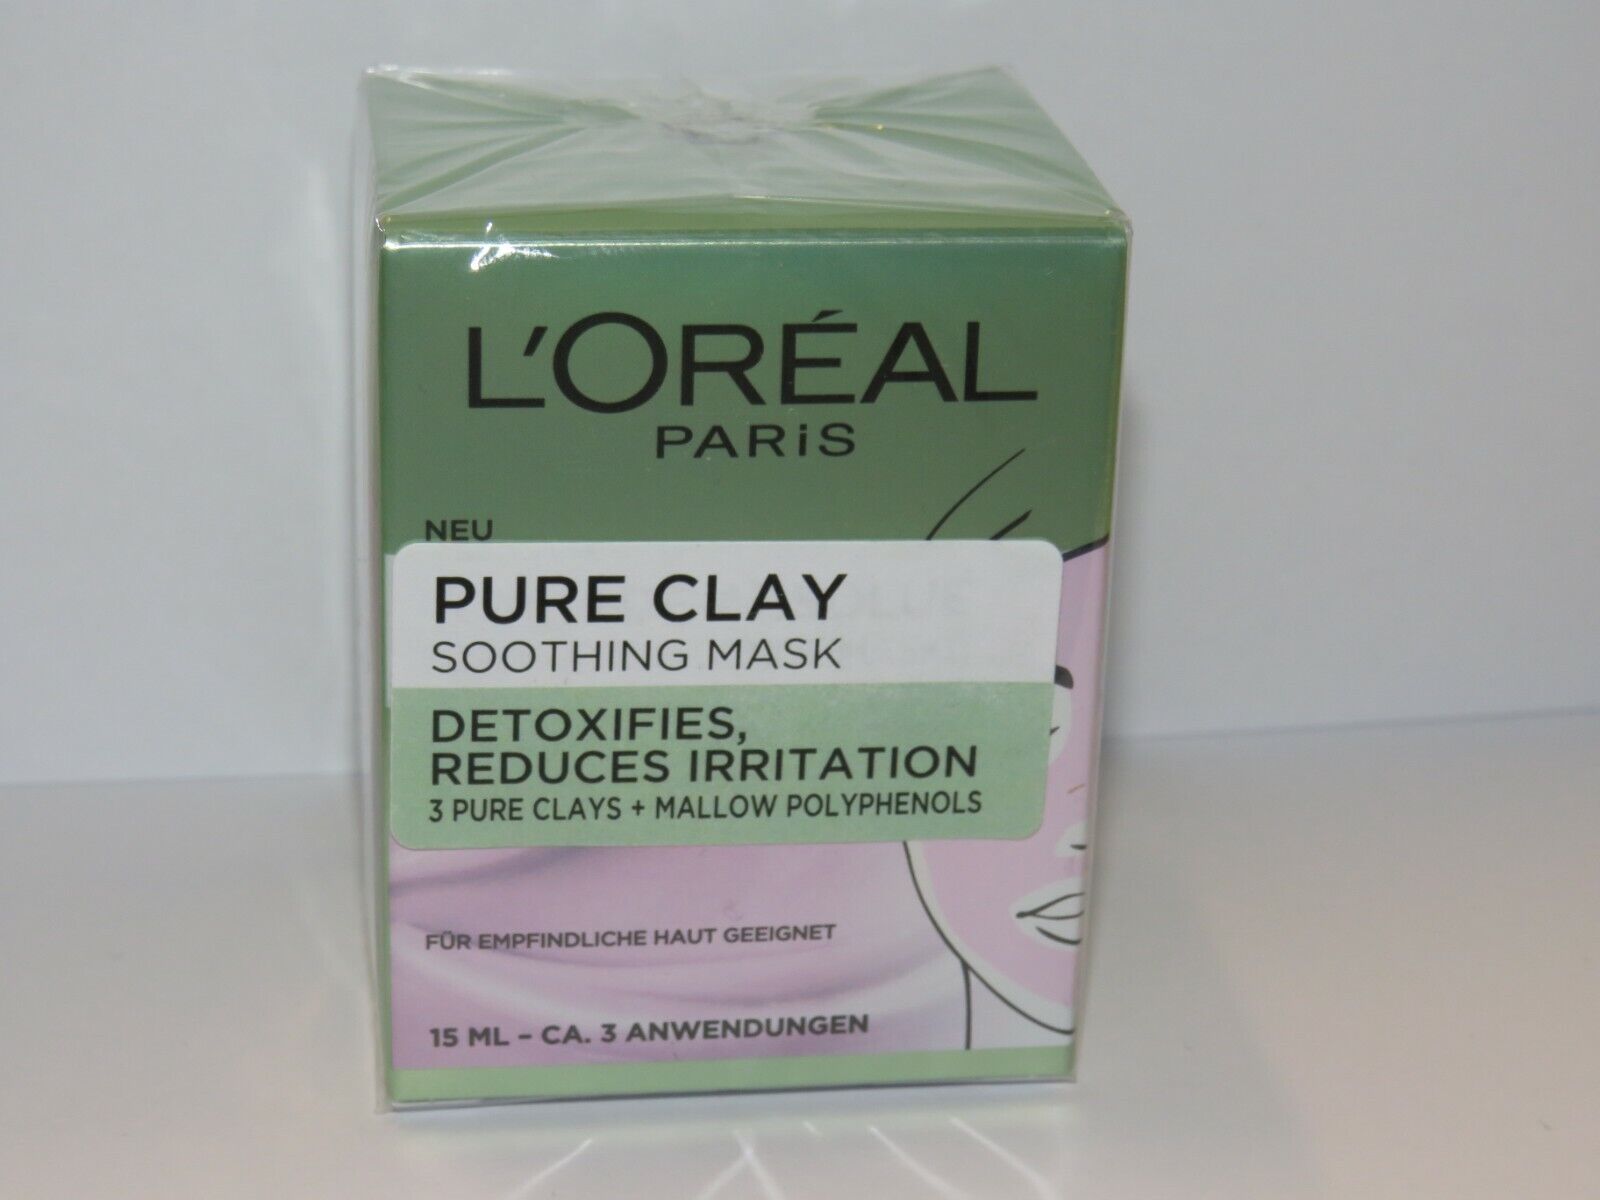 L'ORÉAL
PARiS
NEU
PURE CLAY
SOOTHING MASK
DETOXIFIES,
REDUCES IRRITATION
3 PURE CLAYS + MALLOW POLYPHENOLS
FÜR EMPFINDLICHE HAUT GEEIGNET
15 ML – CA. 3 ANWENDUNGEN